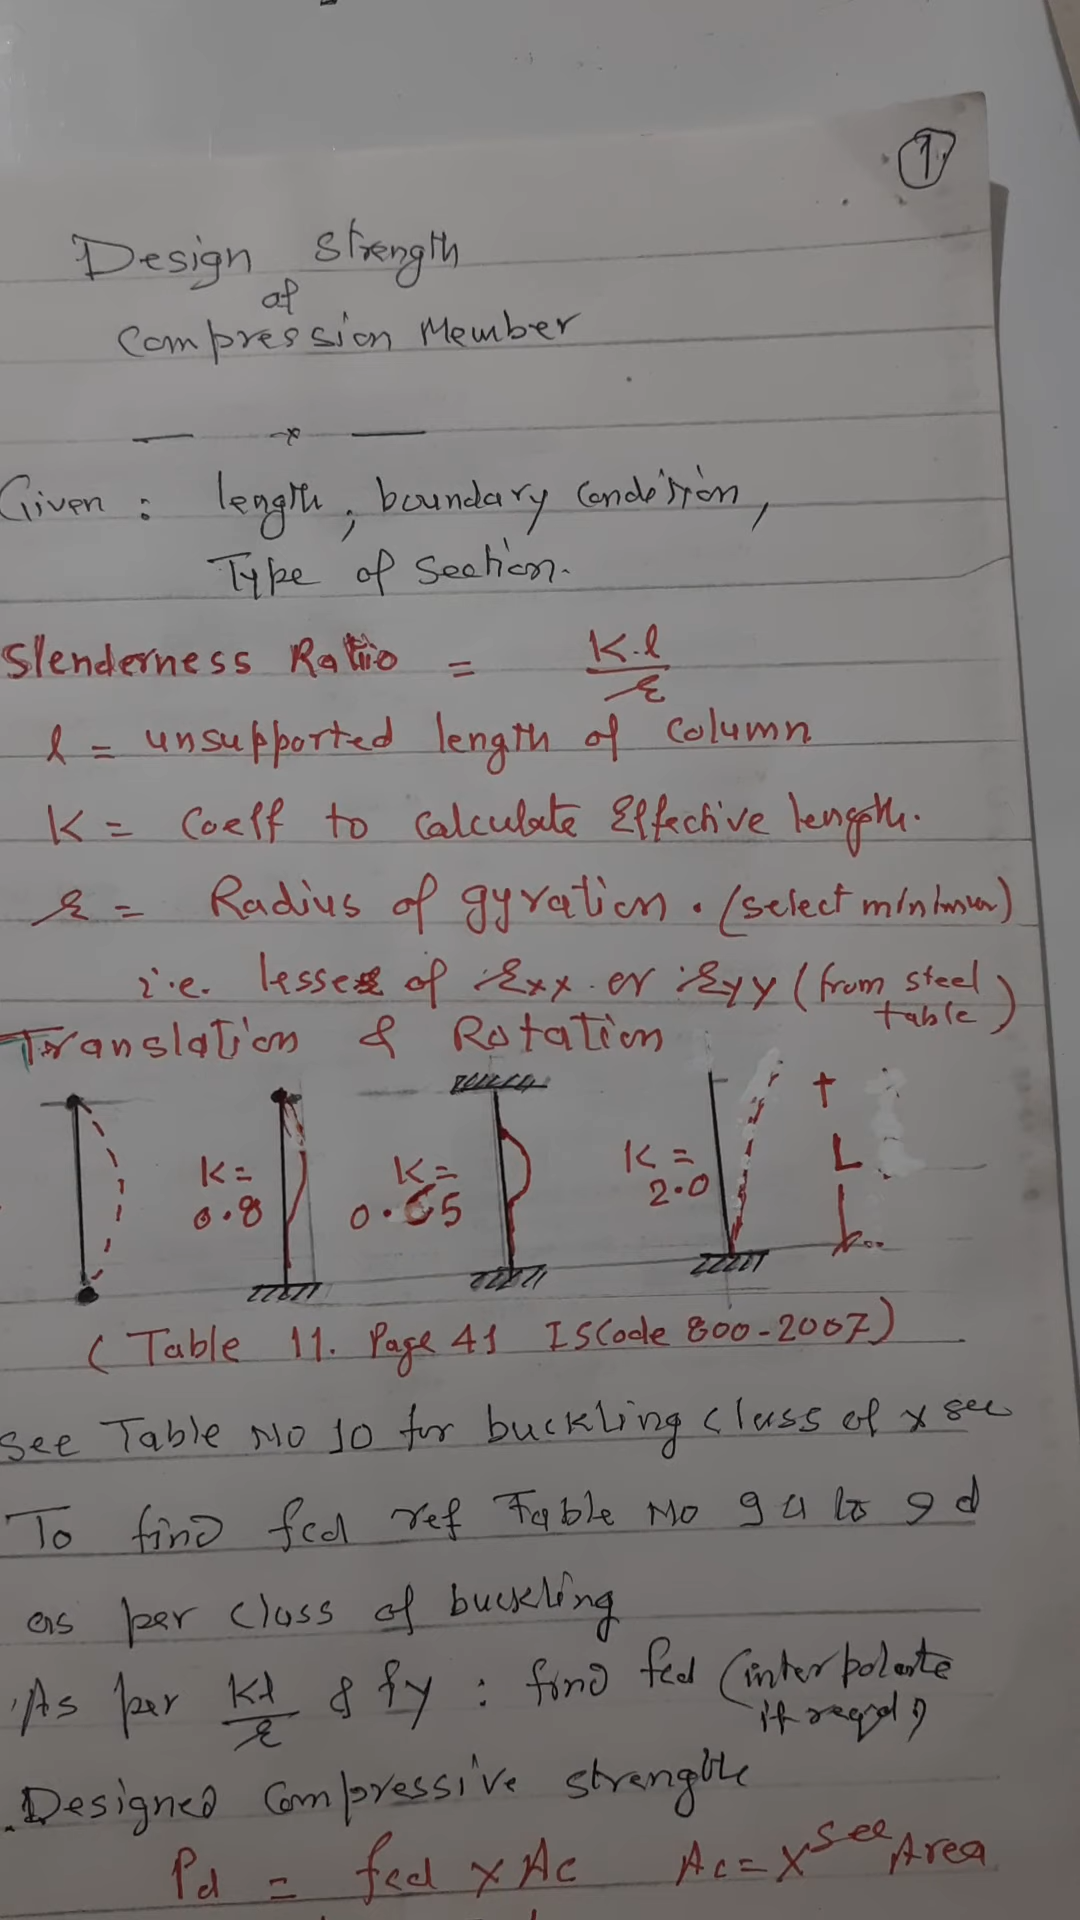 1
Design Strength
of
Compression Member
Given : length, boundary Condition,
Type of Section.
Slenderness Ratio = K.l / r
l = unsupported length of Column
K = Coeff to Calculate Effective length.
r = Radius of gyration. (select minimum)
i.e. lesser of rxx or ryy (from steel table)
Translation & Rotation
K = 0.8
K = 0.65
K = 2.0
(Table 11. Page 41 IS Code 800-2007)
See Table No 10 for buckling class of x sec
To find fcd ref Table No 9a to 9d
as per class of buckling
As per Kl/r & fy : find fcd (interpolate if reqd)
Designed Compressive strength
Pd = fcd x Ac Ac = x sec Area